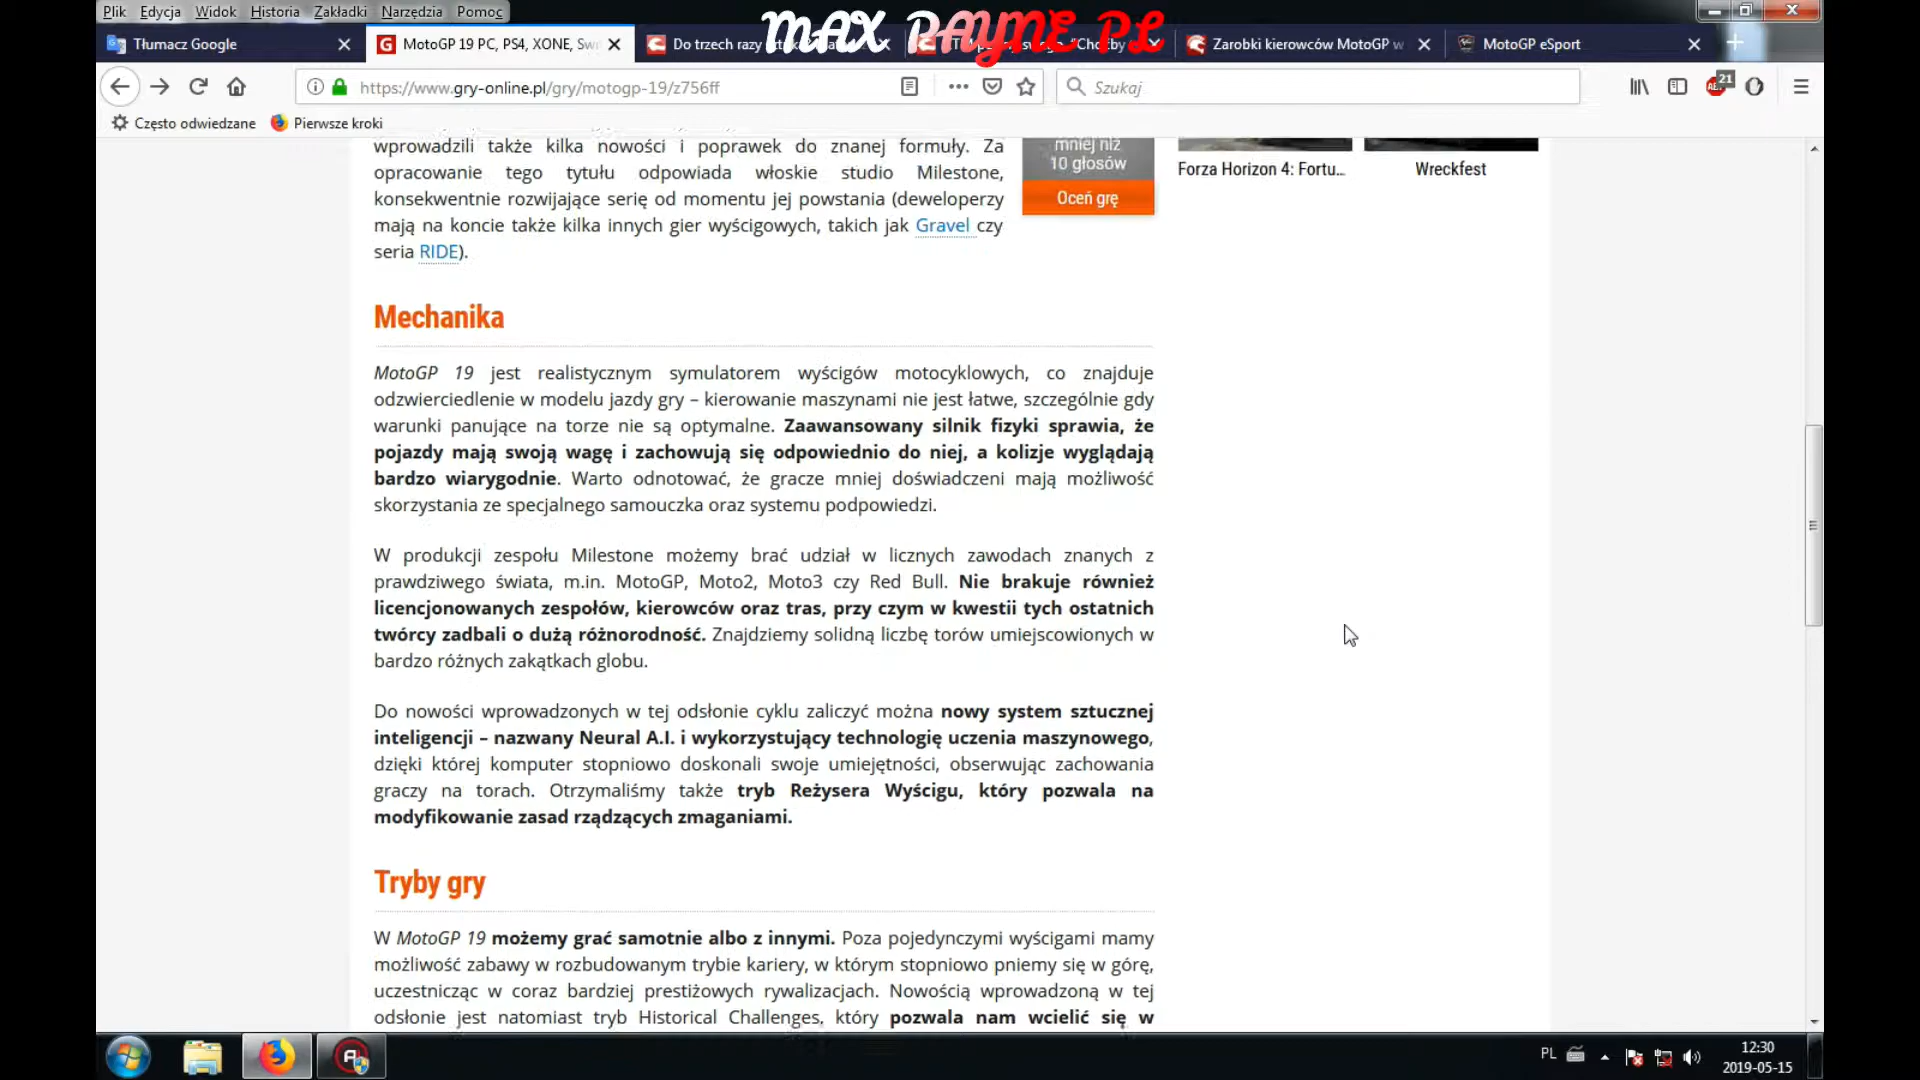 Plik Edycja Widok Historia Zakładki Narzędzia Pomoc
MAX PAYNE PL
Tłumacz Google
MotoGP 19 PC, PS4, XONE, Sw
Do trzech razy
Zarobki kierowców MotoGP w
MotoGP eSport
https://www.gry-online.pl/gry/motogp-19/z756ff
Szukaj
21
Często odwiedzane Pierwsze kroki
wprowadzili także kilka nowości i poprawek do znanej formuły. Za
opracowanie tego tytułu odpowiada włoskie studio Milestone,
konsekwentnie rozwijające serię od momentu jej powstania (deweloperzy
mają na koncie także kilka innych gier wyścigowych, takich jak Gravel czy
seria RIDE).
mniej niż
10 głosów
Oceń grę
Forza Horizon 4: Fortu...
Wreckfest
Mechanika
MotoGP 19 jest realistycznym symulatorem wyścigów motocyklowych, co znajduje
odzwierciedlenie w modelu jazdy gry – kierowanie maszynami nie jest łatwe, szczególnie gdy
warunki panujące na torze nie są optymalne. Zaawansowany silnik fizyki sprawia, że
pojazdy mają swoją wagę i zachowują się odpowiednio do niej, a kolizje wyglądają
bardzo wiarygodnie. Warto odnotować, że gracze mniej doświadczeni mają możliwość
skorzystania ze specjalnego samouczka oraz systemu podpowiedzi.
W produkcji zespołu Milestone możemy brać udział w licznych zawodach znanych z
prawdziwego świata, m.in. MotoGP, Moto2, Moto3 czy Red Bull. Nie brakuje również
licencjonowanych zespołów, kierowców oraz tras, przy czym w kwestii tych ostatnich
twórcy zadbali o dużą różnorodność. Znajdziemy solidną liczbę torów umiejscowionych w
bardzo różnych zakątkach globu.
Do nowości wprowadzonych w tej odsłonie cyklu zaliczyć można nowy system sztucznej
inteligencji – nazwany Neural A.I. i wykorzystujący technologię uczenia maszynowego,
dzięki której komputer stopniowo doskonali swoje umiejętności, obserwując zachowania
graczy na torach. Otrzymaliśmy także tryb Reżysera Wyścigu, który pozwala na
modyfikowanie zasad rządzących zmaganiami.
Tryby gry
W MotoGP 19 możemy grać samotnie albo z innymi. Poza pojedynczymi wyścigami mamy
możliwość zabawy w rozbudowanym trybie kariery, w którym stopniowo pniemy się w górę,
uczestnicząc w coraz bardziej prestiżowych rywalizacjach. Nowością wprowadzoną w tej
odsłonie jest natomiast tryb Historical Challenges, który pozwala nam wcielić się w
PL
12:30
2019-05-15